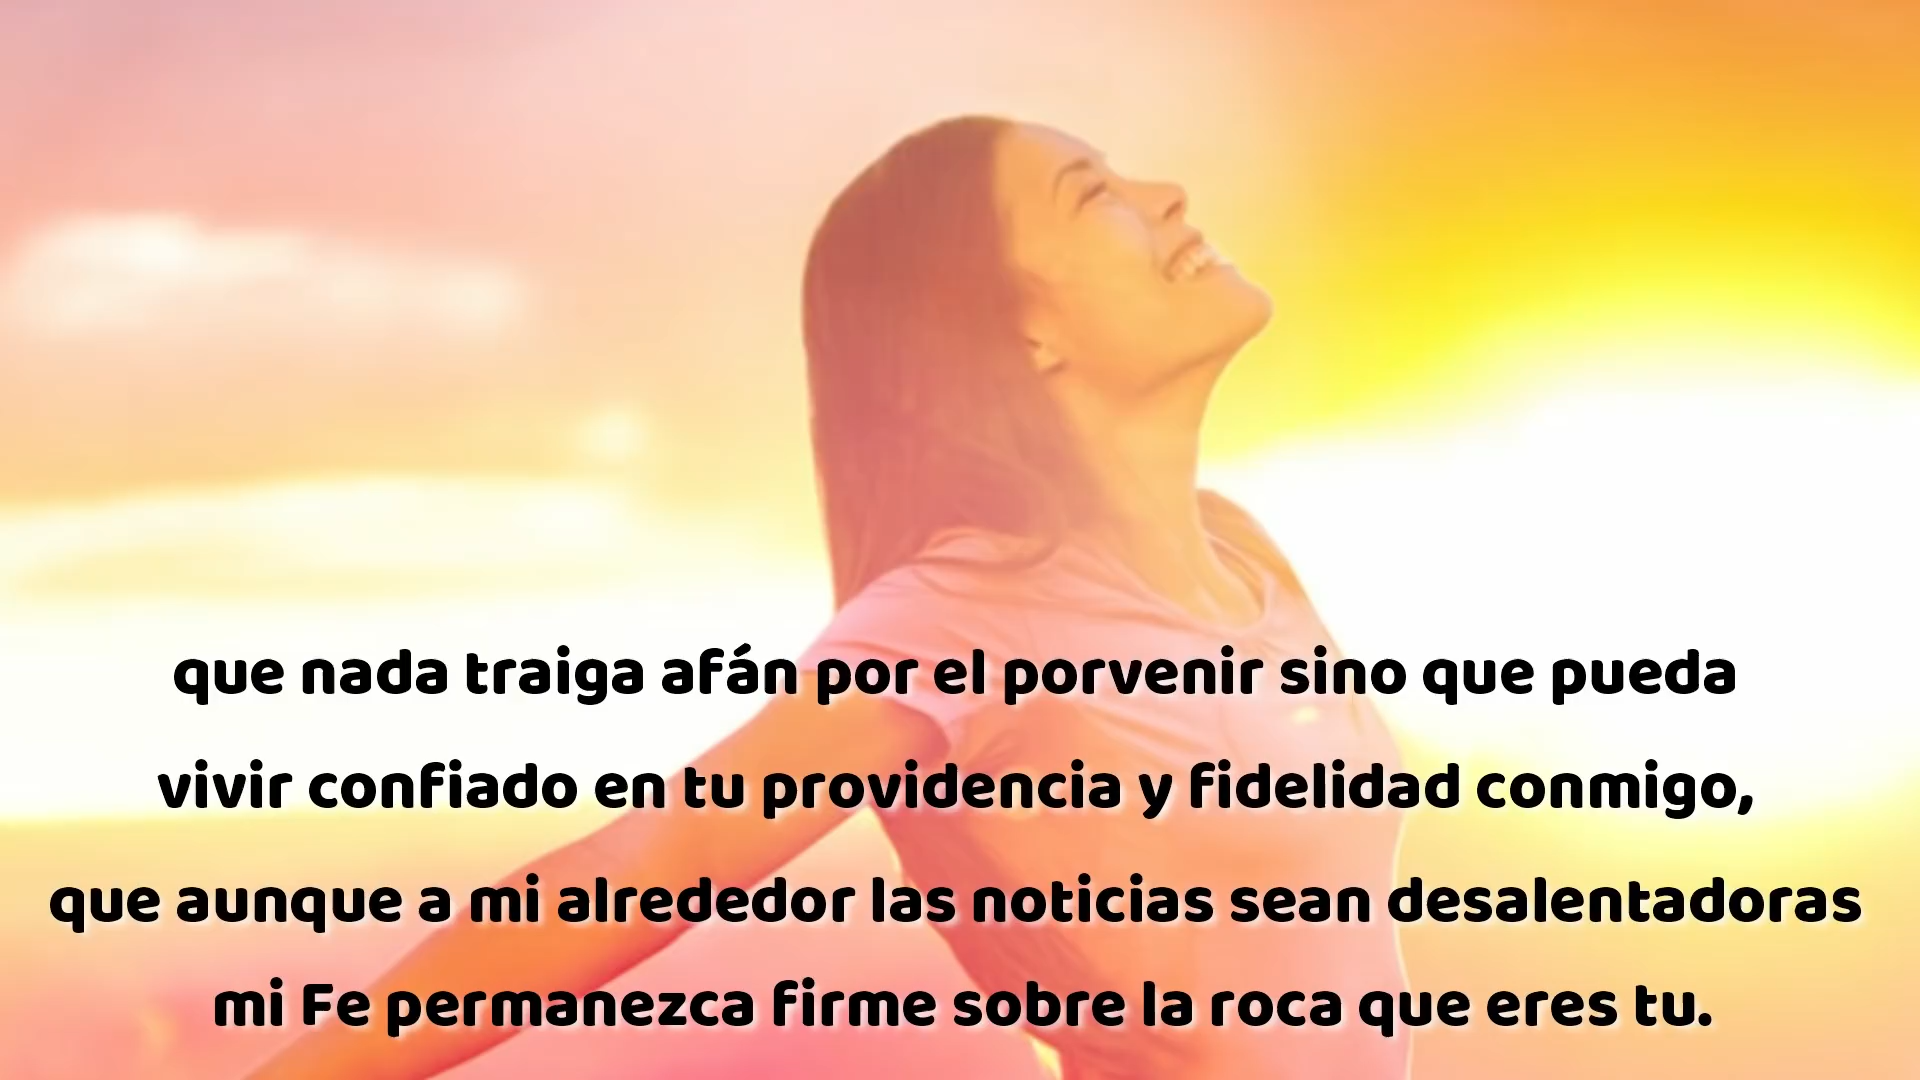 que nada traiga afán por el porvenir sino que pueda
vivir confiado en tu providencia y fidelidad conmigo,
que aunque a mi alrededor las noticias sean desalentadoras
mi Fe permanezca firme sobre la roca que eres tu.